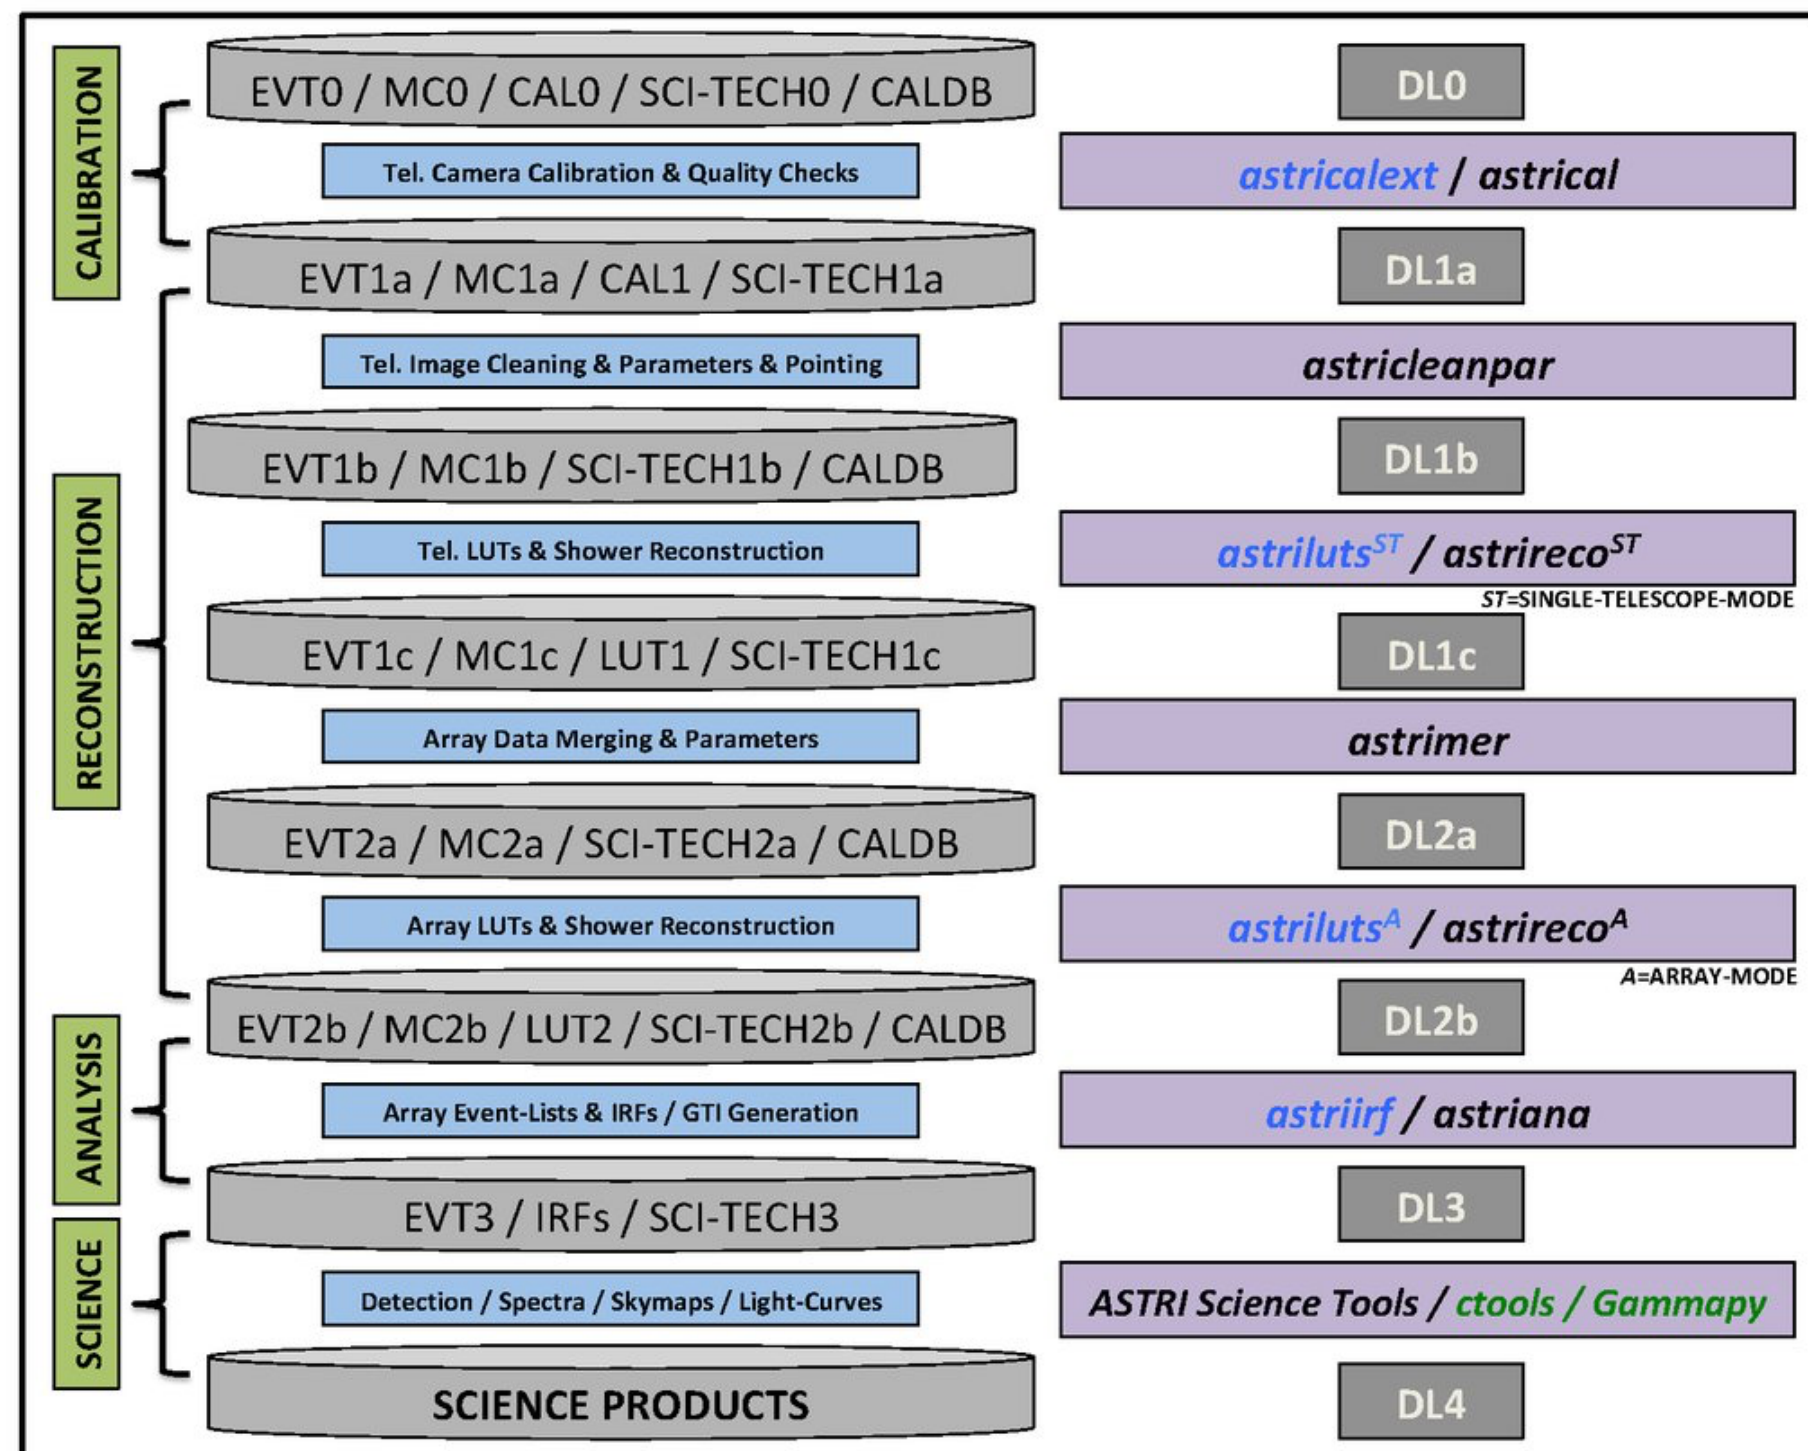 CALIBRATION
EVT0 / MC0 / CAL0 / SCI-TECH0 / CALDB
DL0
Tel. Camera Calibration & Quality Checks
astricalext / astrical
EVT1a / MC1a / CAL1 / SCI-TECH1a
DL1a
RECONSTRUCTION
Tel. Image Cleaning & Parameters & Pointing
astricleanpar
EVT1b / MC1b / SCI-TECH1b / CALDB
DL1b
Tel. LUTs & Shower Reconstruction
astriluts^ST / astrireco^ST
ST=SINGLE-TELESCOPE-MODE
EVT1c / MC1c / LUT1 / SCI-TECH1c
DL1c
Array Data Merging & Parameters
astrimer
EVT2a / MC2a / SCI-TECH2a / CALDB
DL2a
Array LUTs & Shower Reconstruction
astriluts^A / astrireco^A
A=ARRAY-MODE
EVT2b / MC2b / LUT2 / SCI-TECH2b / CALDB
DL2b
ANALYSIS
Array Event-Lists & IRFs / GTI Generation
astriirf / astriana
EVT3 / IRFs / SCI-TECH3
DL3
SCIENCE
Detection / Spectra / Skymaps / Light-Curves
ASTRI Science Tools / ctools / Gammapy
SCIENCE PRODUCTS
DL4